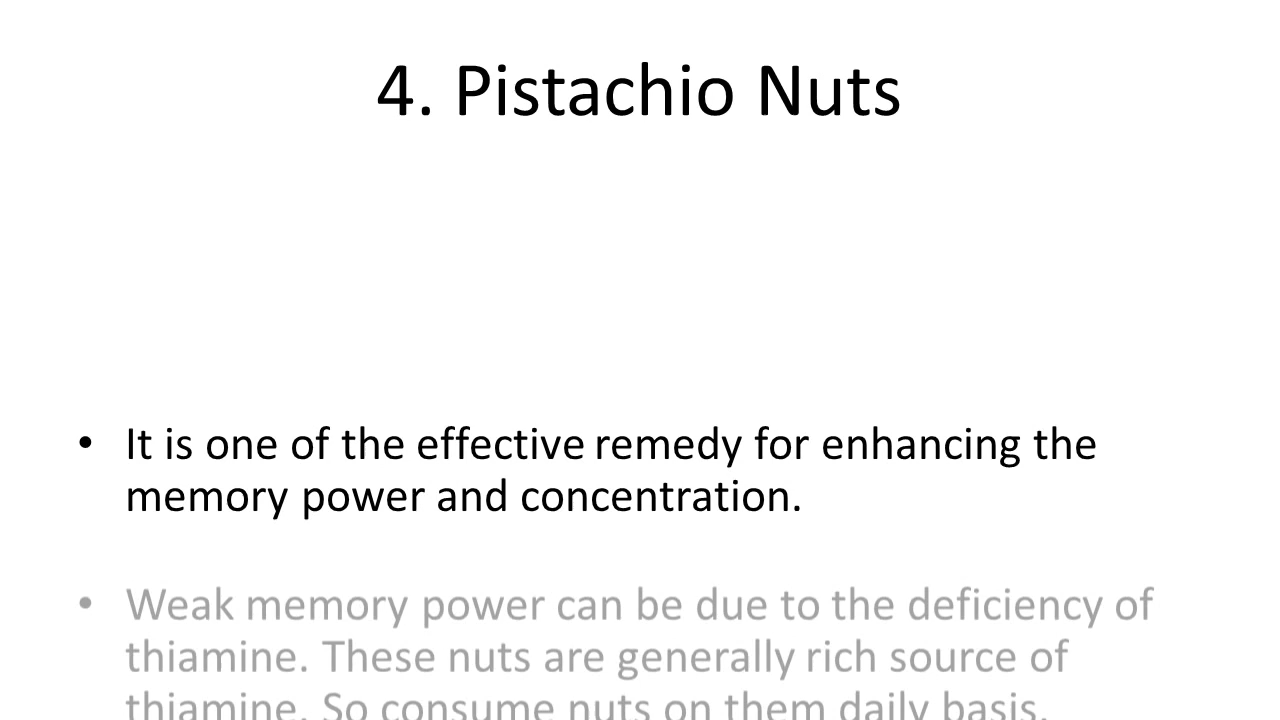 4. Pistachio Nuts
• It is one of the effective remedy for enhancing the
memory power and concentration.
• Weak memory power can be due to the deficiency of
thiamine. These nuts are generally rich source of
thiamine. So consume nuts on them daily basis.